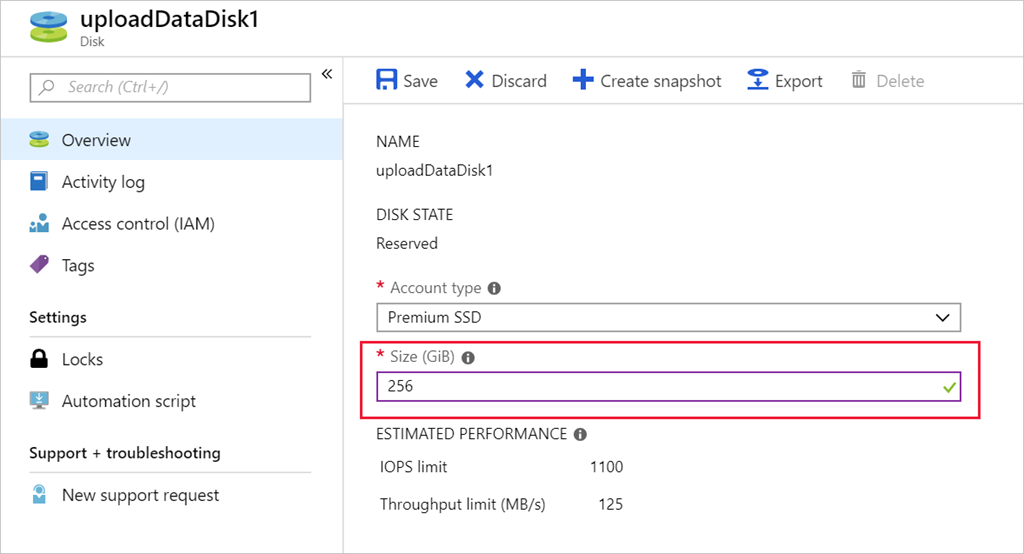 uploadDataDisk1
Disk
Search (Ctrl+/)
Overview
Activity log
Access control (IAM)
Tags
Settings
Locks
Automation script
Support + troubleshooting
New support request
Save Discard Create snapshot Export Delete
NAME
uploadDataDisk1
DISK STATE
Reserved
* Account type
Premium SSD
* Size (GiB)
256
ESTIMATED PERFORMANCE
IOPS limit 1100
Throughput limit (MB/s) 125